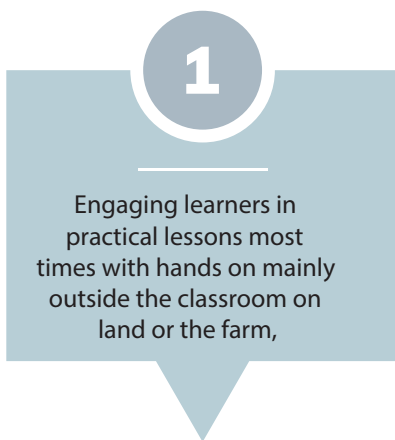 1
Engaging learners in
practical lessons most
times with hands on mainly
outside the classroom on
land or the farm,